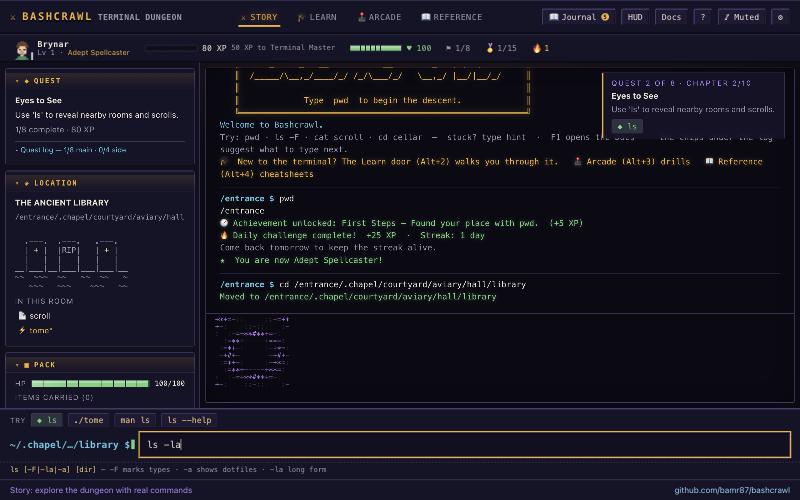 BASHCRAWL TERMINAL DUNGEON
STORY
LEARN
ARCADE
REFERENCE
Journal 5
HUD
Docs
?
Muted
Brynar
Lv 1 · Adept Spellcaster
80 XP 50 XP to Terminal Master
♥ 100
1/8
1/15
1
QUEST
Eyes to See
Use 'ls' to reveal nearby rooms and scrolls.
1/8 complete · 80 XP
Quest log — 1/8 main · 0/4 side
LOCATION
THE ANCIENT LIBRARY
/entrance/.chapel/courtyard/aviary/hall
| + | |RIP| | + |
IN THIS ROOM
scroll
tome*
PACK
HP 100/100
ITEMS CARRIED (0)
Type pwd to begin the descent.
Welcome to Bashcrawl.
Try: pwd · ls -F · cat scroll · cd cellar — stuck? type hint · F1 opens
suggest what to type next.
New to the terminal? The Learn door (Alt+2) walks you through it. Arcade (Alt+3) drills Reference
(Alt+4) cheatsheets
/entrance $ pwd
/entrance
Achievement unlocked: First Steps — Found your place with pwd. (+5 XP)
Daily challenge complete! +25 XP · Streak: 1 day
Come back tomorrow to keep the streak alive.
★ You are now Adept Spellcaster!
/entrance $ cd /entrance/.chapel/courtyard/aviary/hall/library
Moved to /entrance/.chapel/courtyard/aviary/hall/library
QUEST 2 OF 8 · CHAPTER 2/10
Eyes to See
Use 'ls' to reveal nearby rooms and scrolls.
◆ ls
TRY ◆ ls ./tome man ls ls --help
~/.chapel/…/library $ ls -la
ls [-F|-la|-a] [dir] — -F marks types · -a shows dotfiles · -la long form
Story: explore the dungeon with real commands
github.com/bamr87/bashcrawl